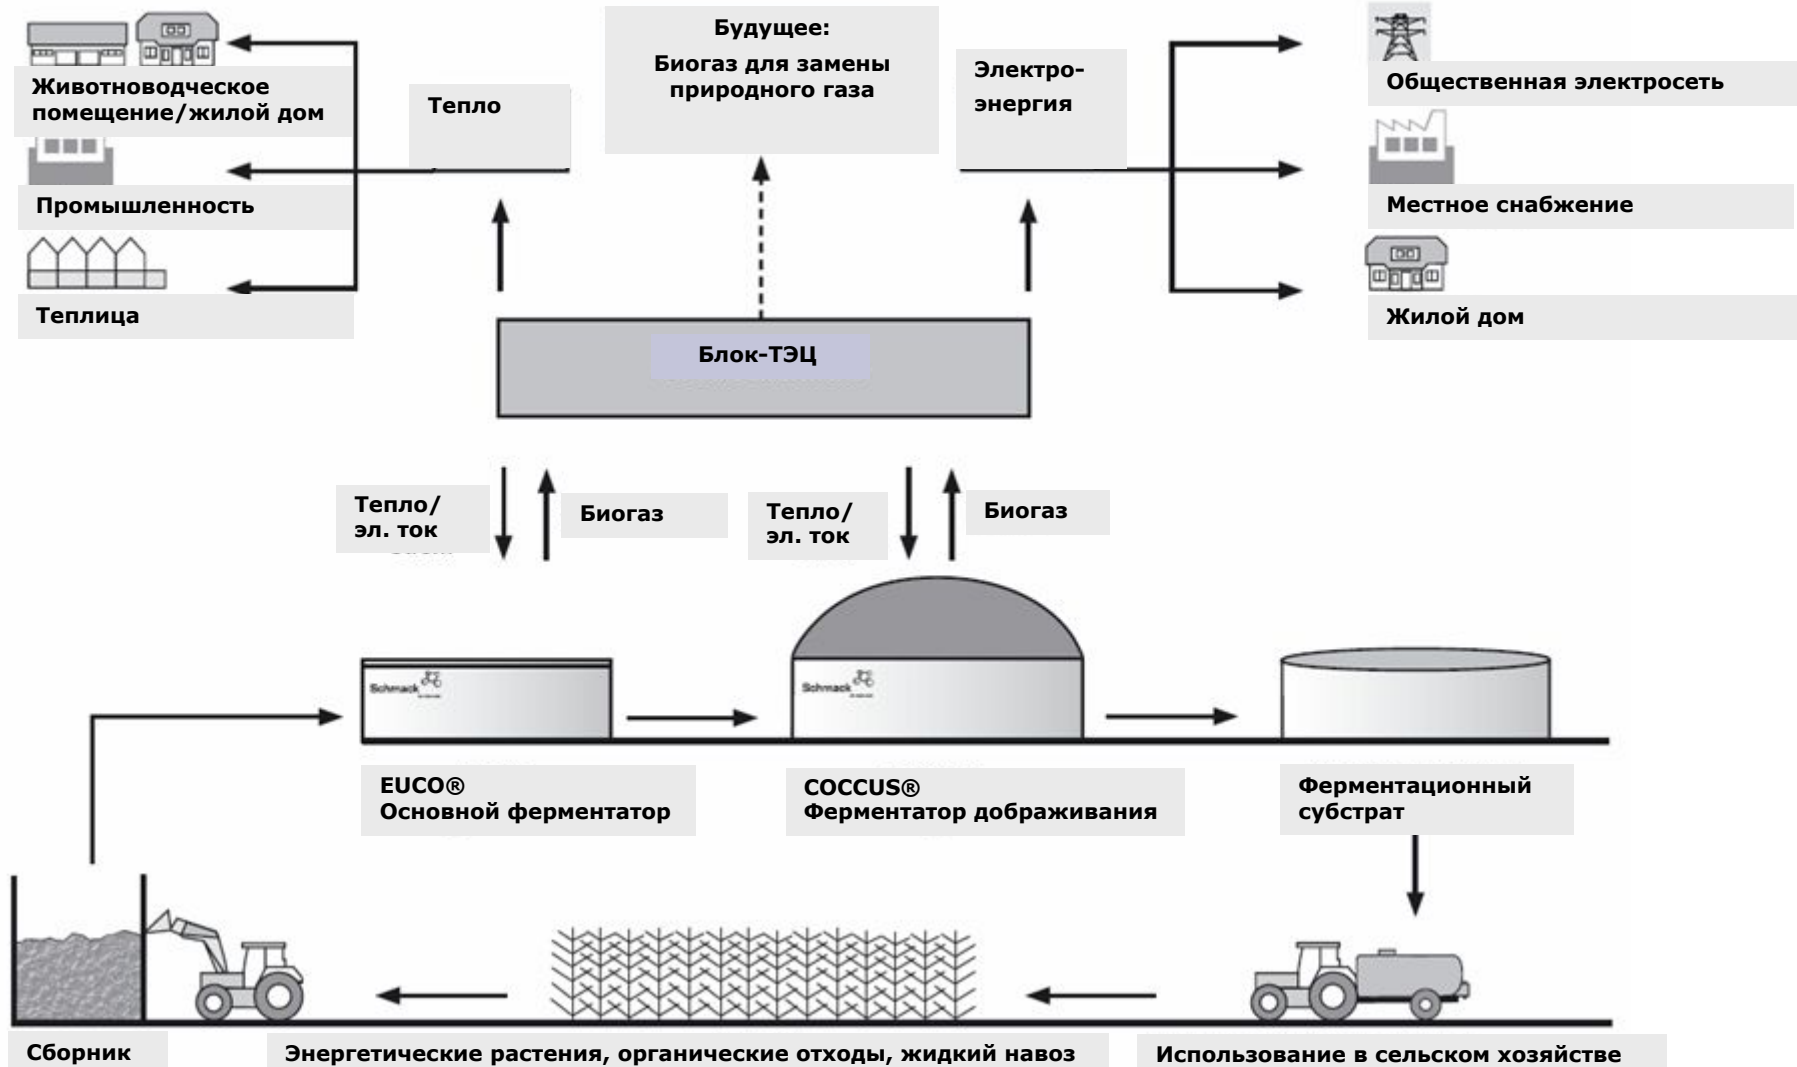 Будущее:
Биогаз для замены
природного газа
Животноводческое
помещение/жилой дом
Тепло
Электро-
энергия
Общественная электросеть
Промышленность
Местное снабжение
Теплица
Жилой дом
Блок-ТЭЦ
Тепло/
эл. ток
Биогаз
Тепло/
эл. ток
Биогаз
Schmack
Schmack
EUCO®
Основной ферментатор
COCCUS®
Ферментатор дображивания
Ферментационный
субстрат
Сборник
Энергетические растения, органические отходы, жидкий навоз
Использование в сельском хозяйстве